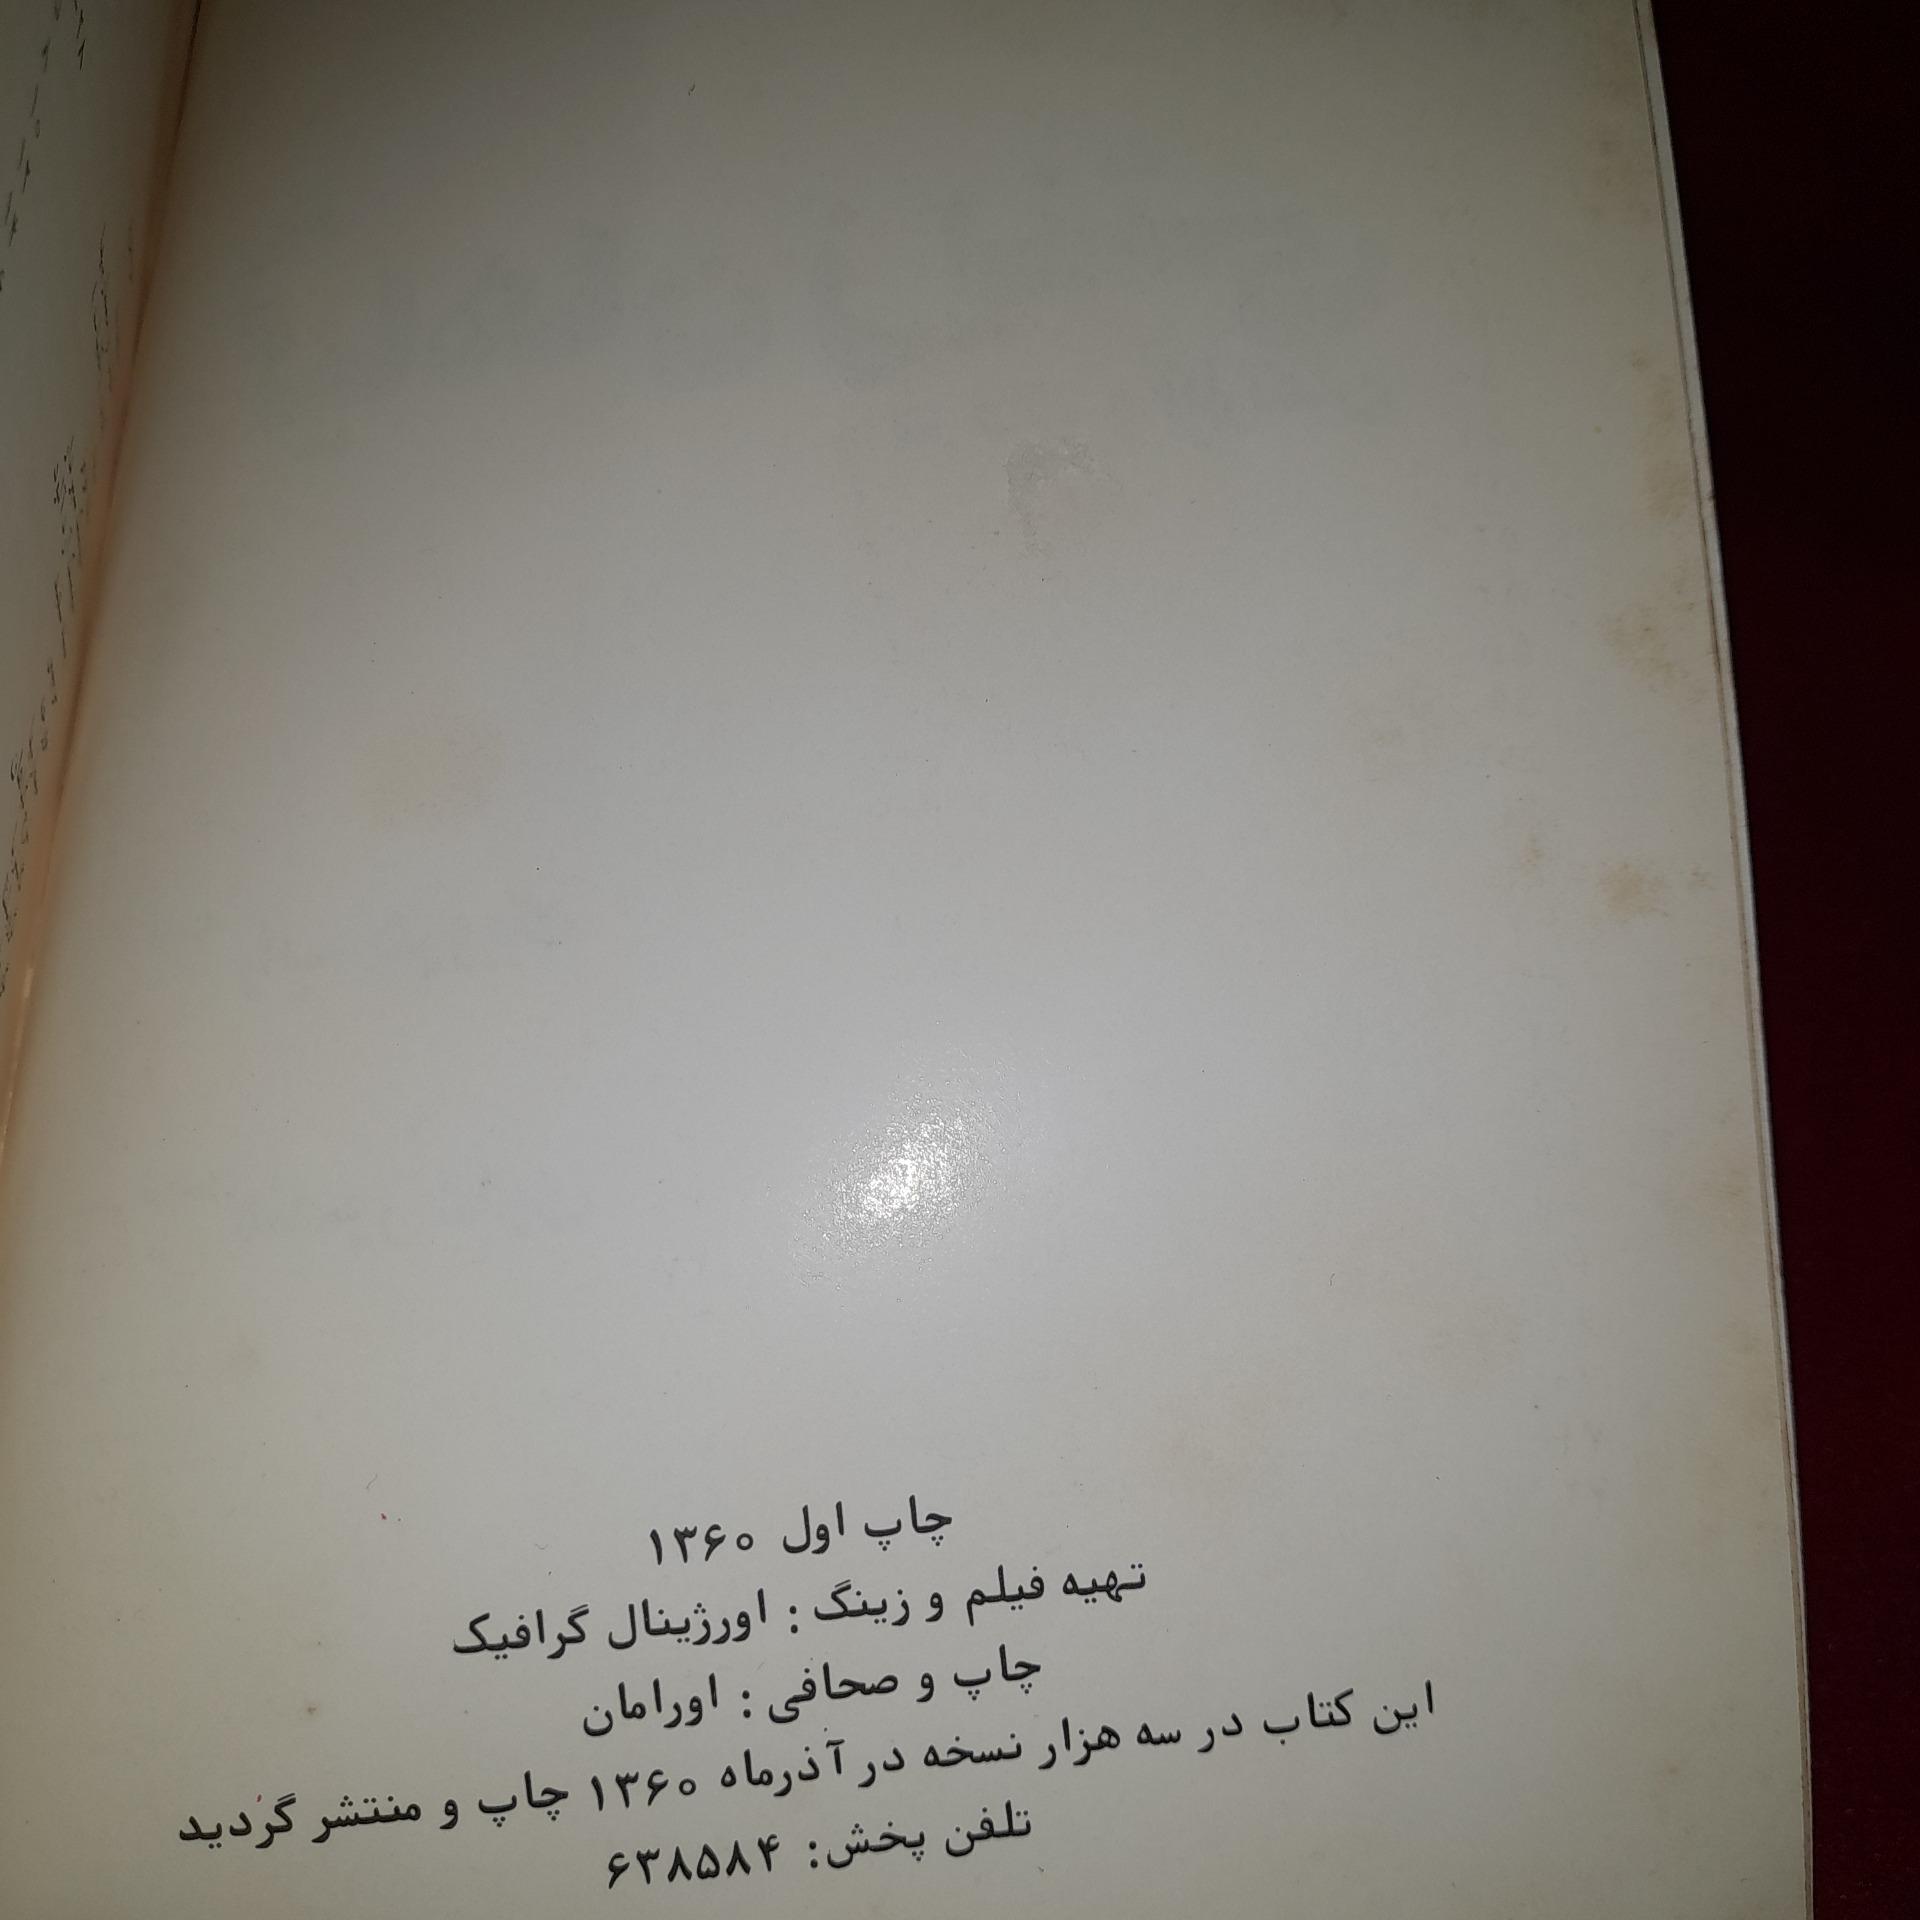 چاپ اول ۱۳۶۰
تهیه فیلم و زینگ : اورژینال گرافیک
چاپ و صحافی : اورامان
این کتاب در سه هزار نسخه در آذرماه ۱۳۶۰ چاپ و منتشر گردید
تلفن پخش: ۶۳۸۵۸۴